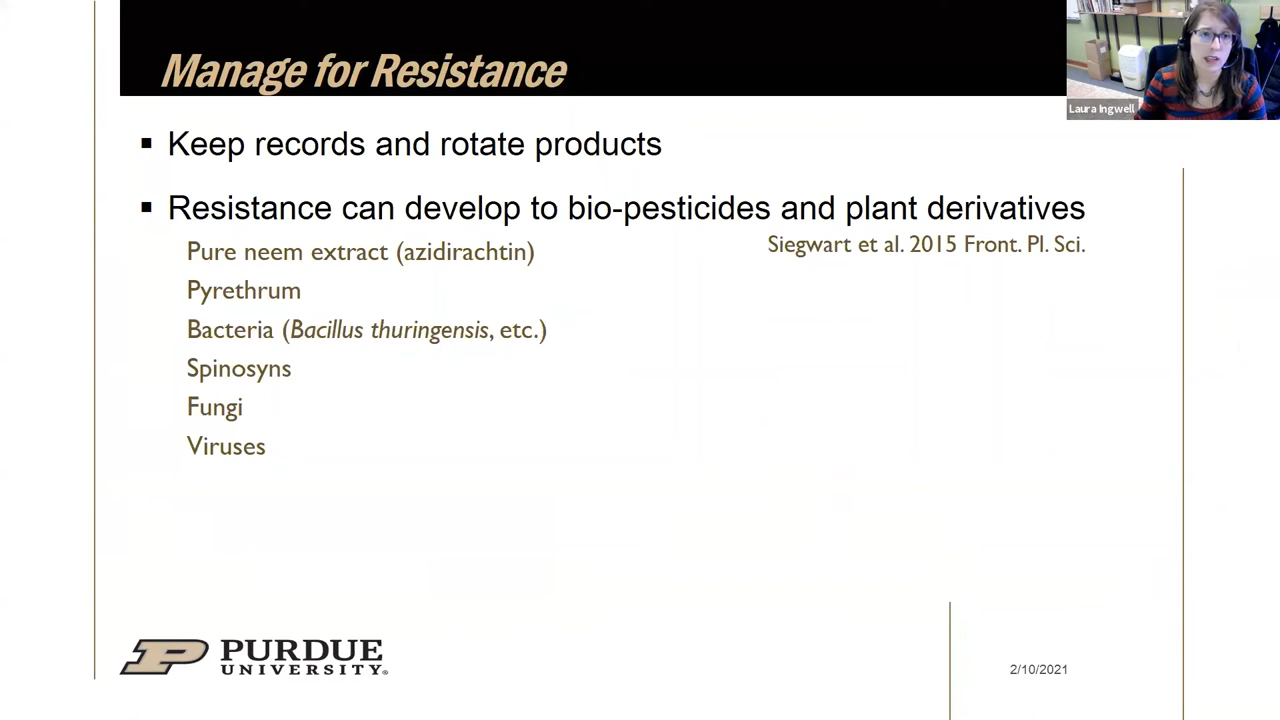 Manage for Resistance
Laura Ingwell
▪ Keep records and rotate products
▪ Resistance can develop to bio-pesticides and plant derivatives
Siegwart et al. 2015 Front. Pl. Sci.
Pure neem extract (azidirachtin)
Pyrethrum
Bacteria (Bacillus thuringensis, etc.)
Spinosyns
Fungi
Viruses
PURDUE
UNIVERSITY®
2/10/2021